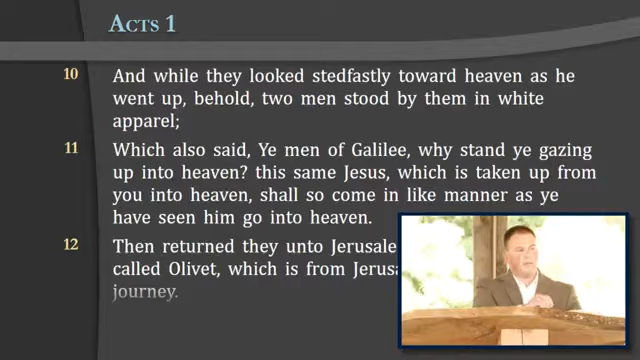 Acts 1
10 And while they looked stedfastly toward heaven as he
went up, behold, two men stood by them in white
apparel;
11 Which also said, Ye men of Galilee, why stand ye gazing
up into heaven? this same Jesus, which is taken up from
you into heaven, shall so come in like manner as ye
have seen him go into heaven.
12 Then returned they unto
called Olivet, which is from
journey.